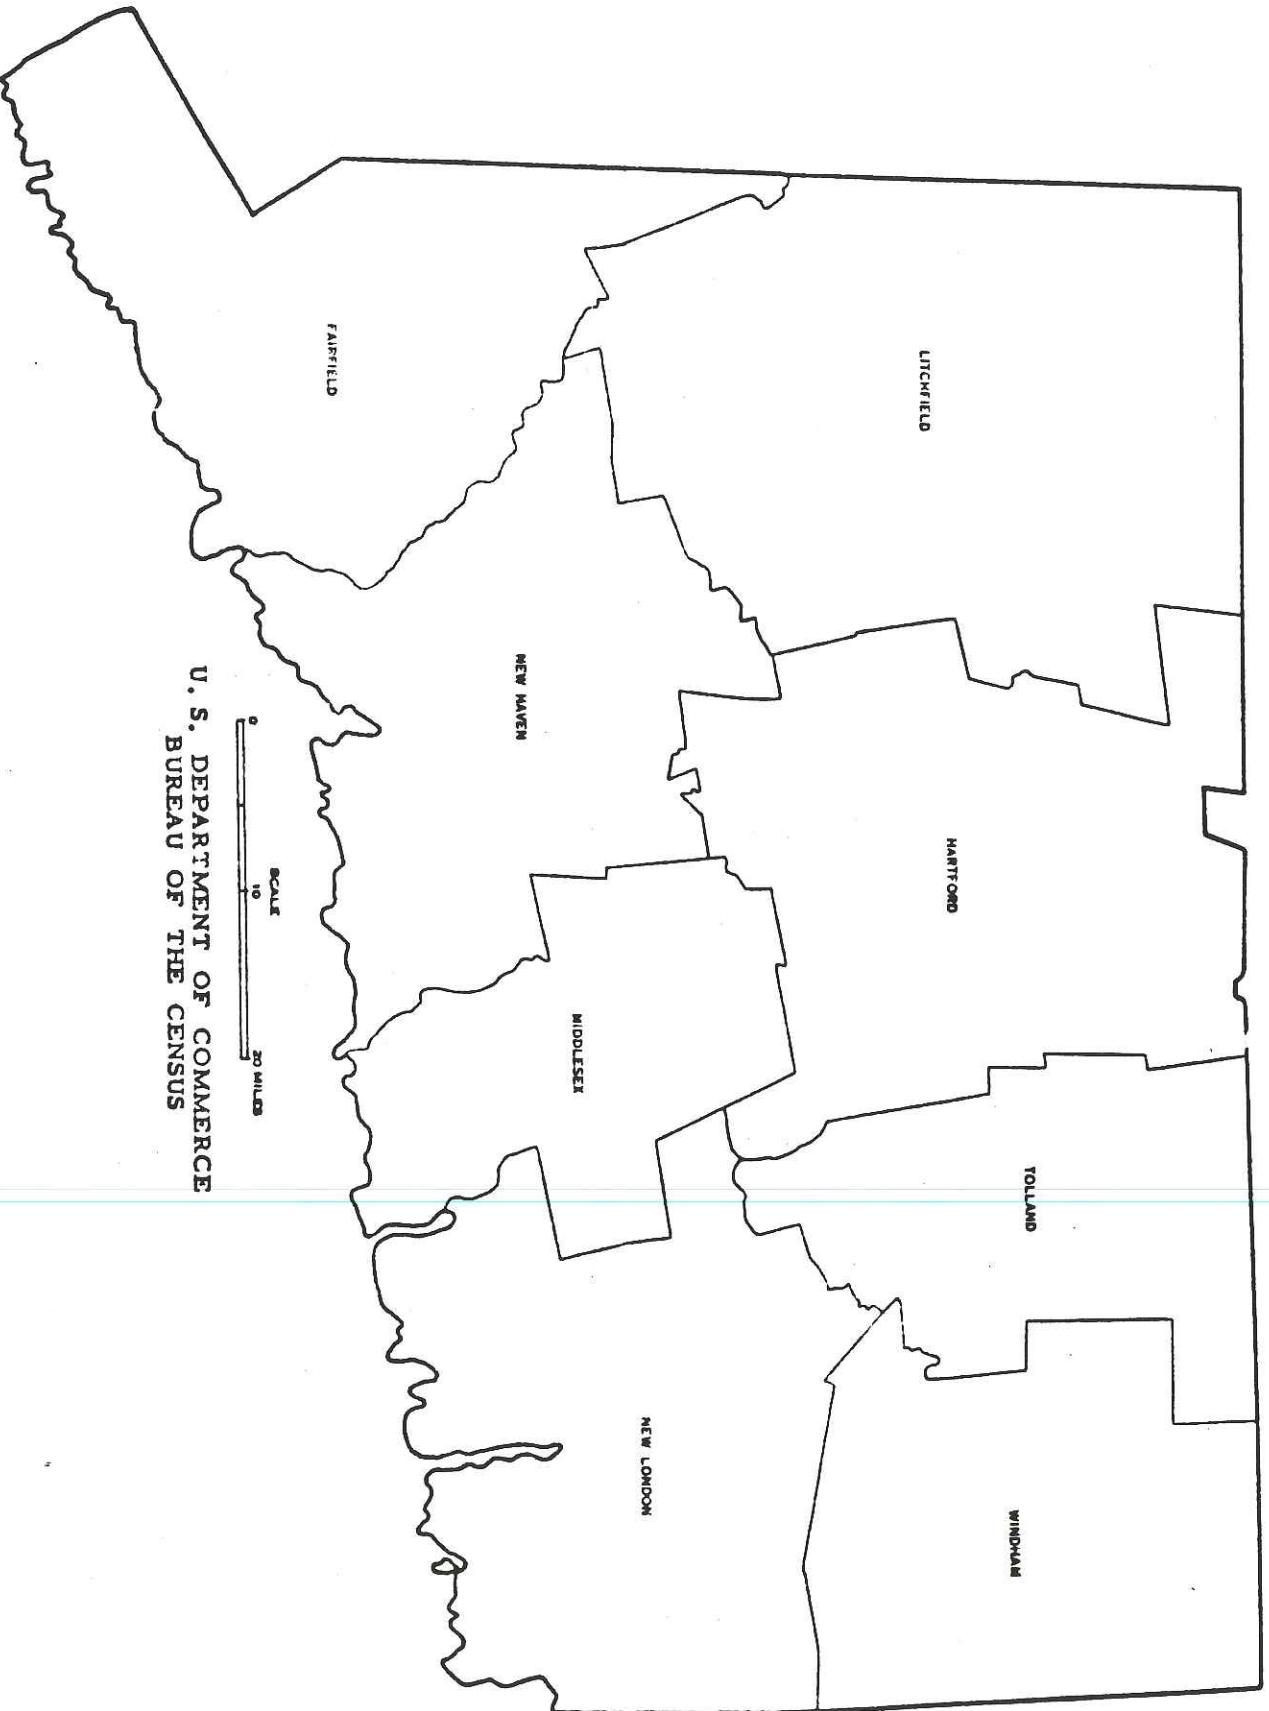 LITCHFIELD
HARTFORD
TOLLAND
WINDHAM
FAIRFIELD
NEW HAVEN
MIDDLESEX
NEW LONDON
SCALE
0 10 20 MILES
U. S. DEPARTMENT OF COMMERCE
BUREAU OF THE CENSUS